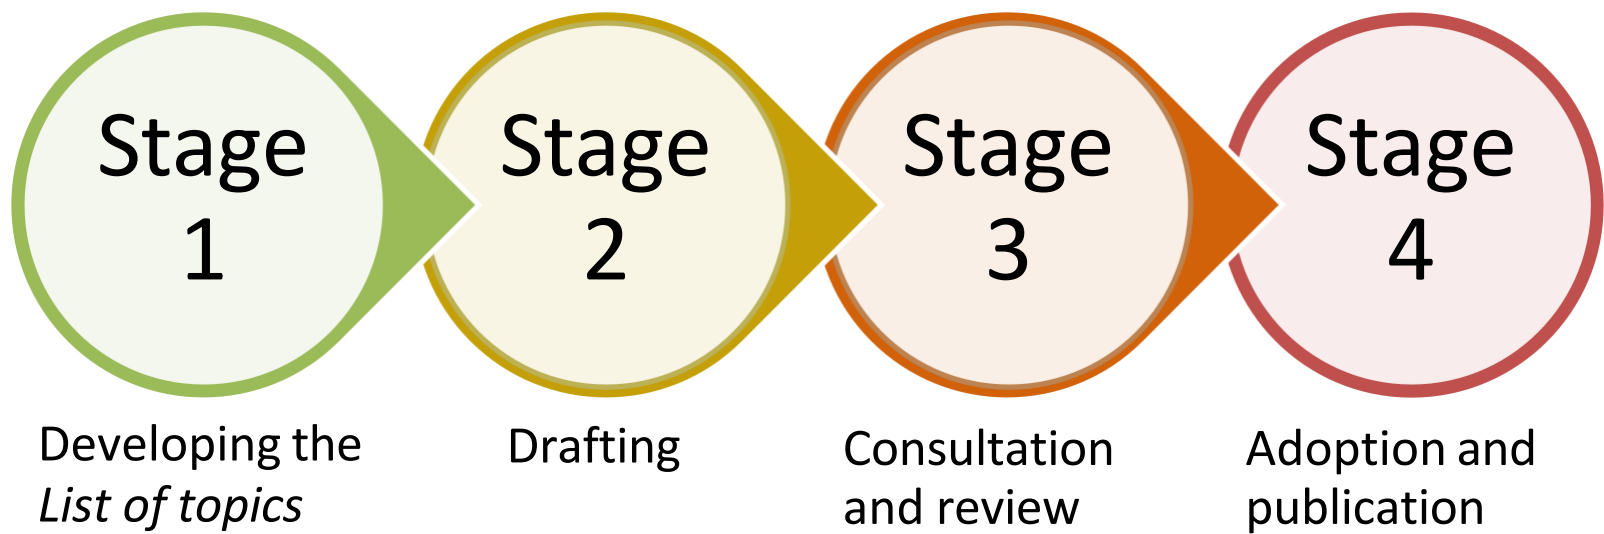 Stage
1
Stage
2
Stage
3
Stage
4
Developing the
List of topics
Drafting
Consultation
and review
Adoption and
publication